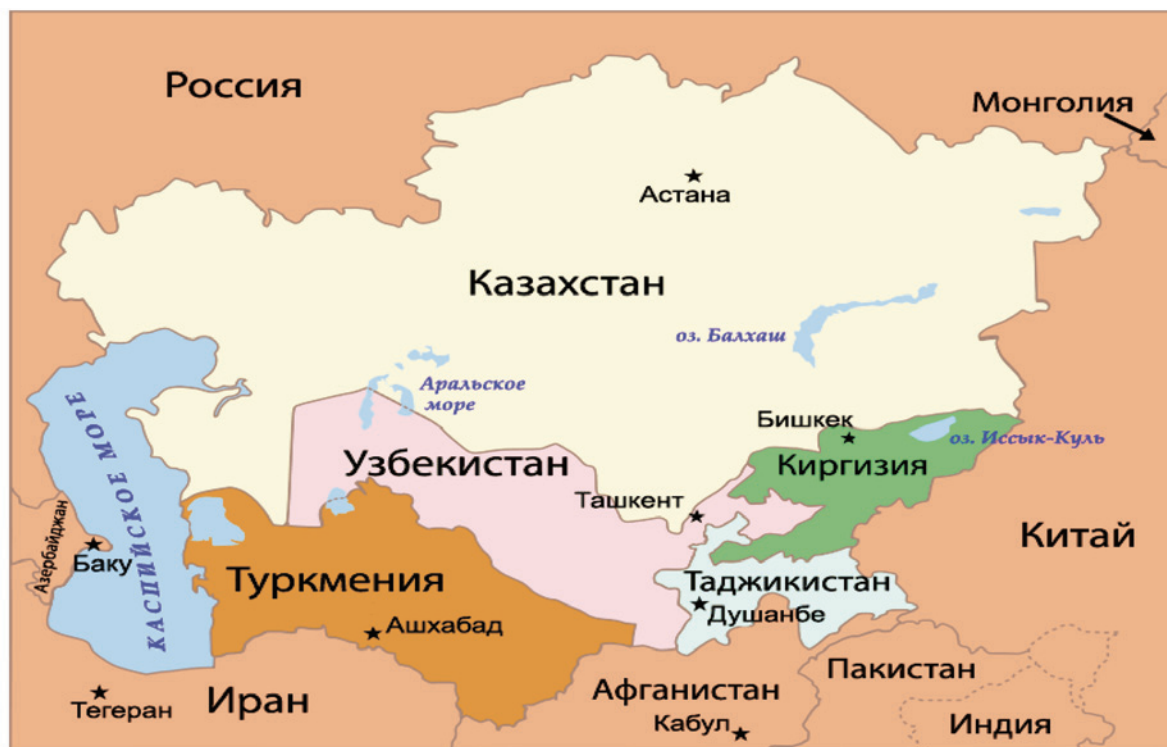 Россия
Монголия
Астана
Казахстан
оз. Балхаш
Аральское
море
Бишкек
оз. Иссык-Куль
КАСПИЙСКОЕ МОРЕ
Узбекистан
Киргизия
Ташкент
Азербайджан
Баку
Китай
Туркмения
Таджикистан
Душанбе
Ашхабад
Пакистан
Афганистан
Тегеран
Иран
Кабул
Индия